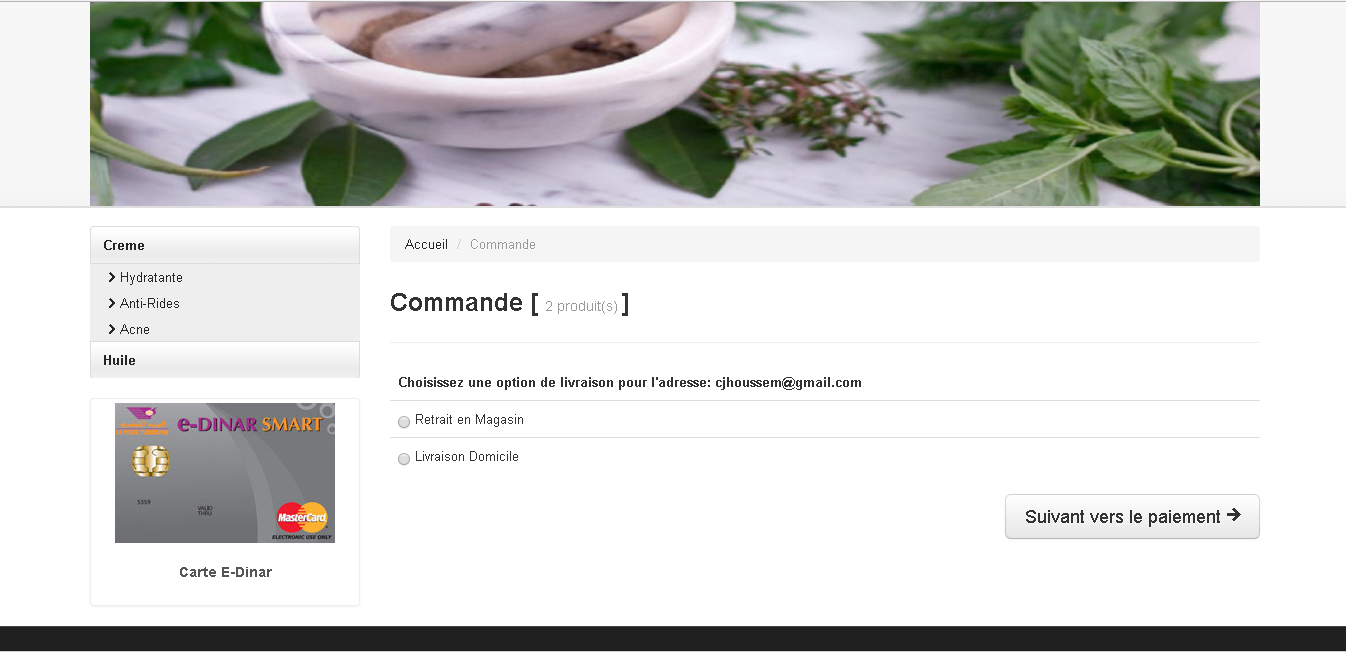 Creme
Hydratante
Anti-Rides
Acne
Huile
e-DINAR SMART
5359
VALID
THRU
MasterCard
ELECTRONIC USE ONLY
Carte E-Dinar
Accueil / Commande
Commande [ 2 produit(s) ]
Choisissez une option de livraison pour l'adresse: cjhoussem@gmail.com
Retrait en Magasin
Livraison Domicile
Suivant vers le paiement